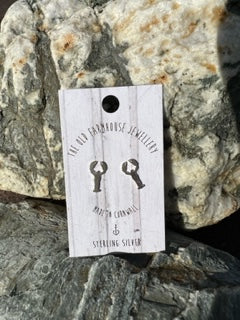 THE OLD FARMHOUSE JEWELLERY
MADE IN CORNWALL
STERLING SILVER